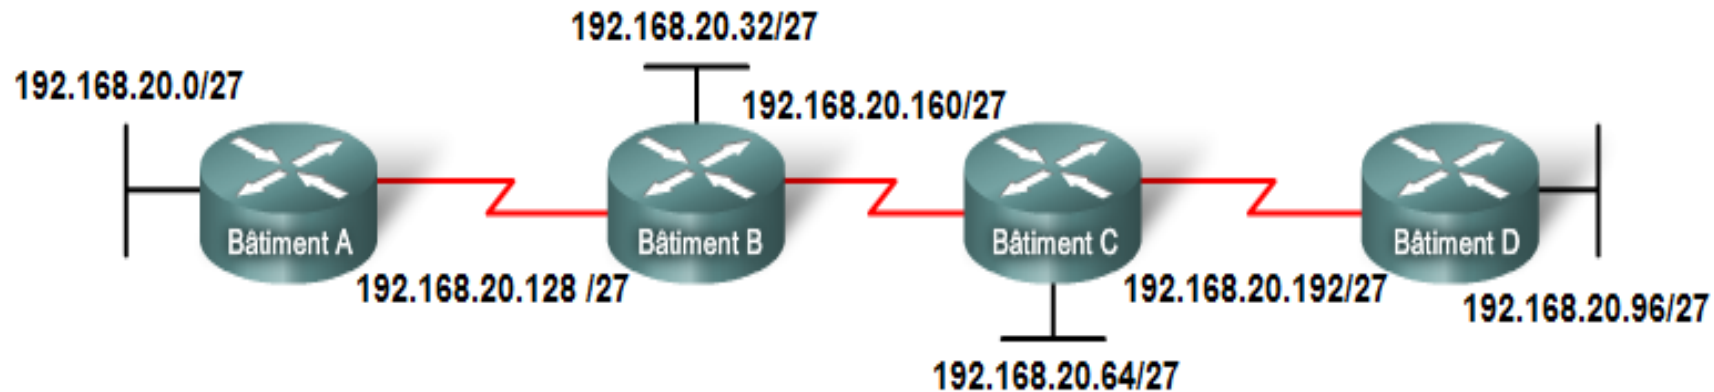 192.168.20.32/27
192.168.20.0/27
192.168.20.160/27
Bâtiment A
Bâtiment B
Bâtiment C
Bâtiment D
192.168.20.128 /27
192.168.20.192/27
192.168.20.96/27
192.168.20.64/27